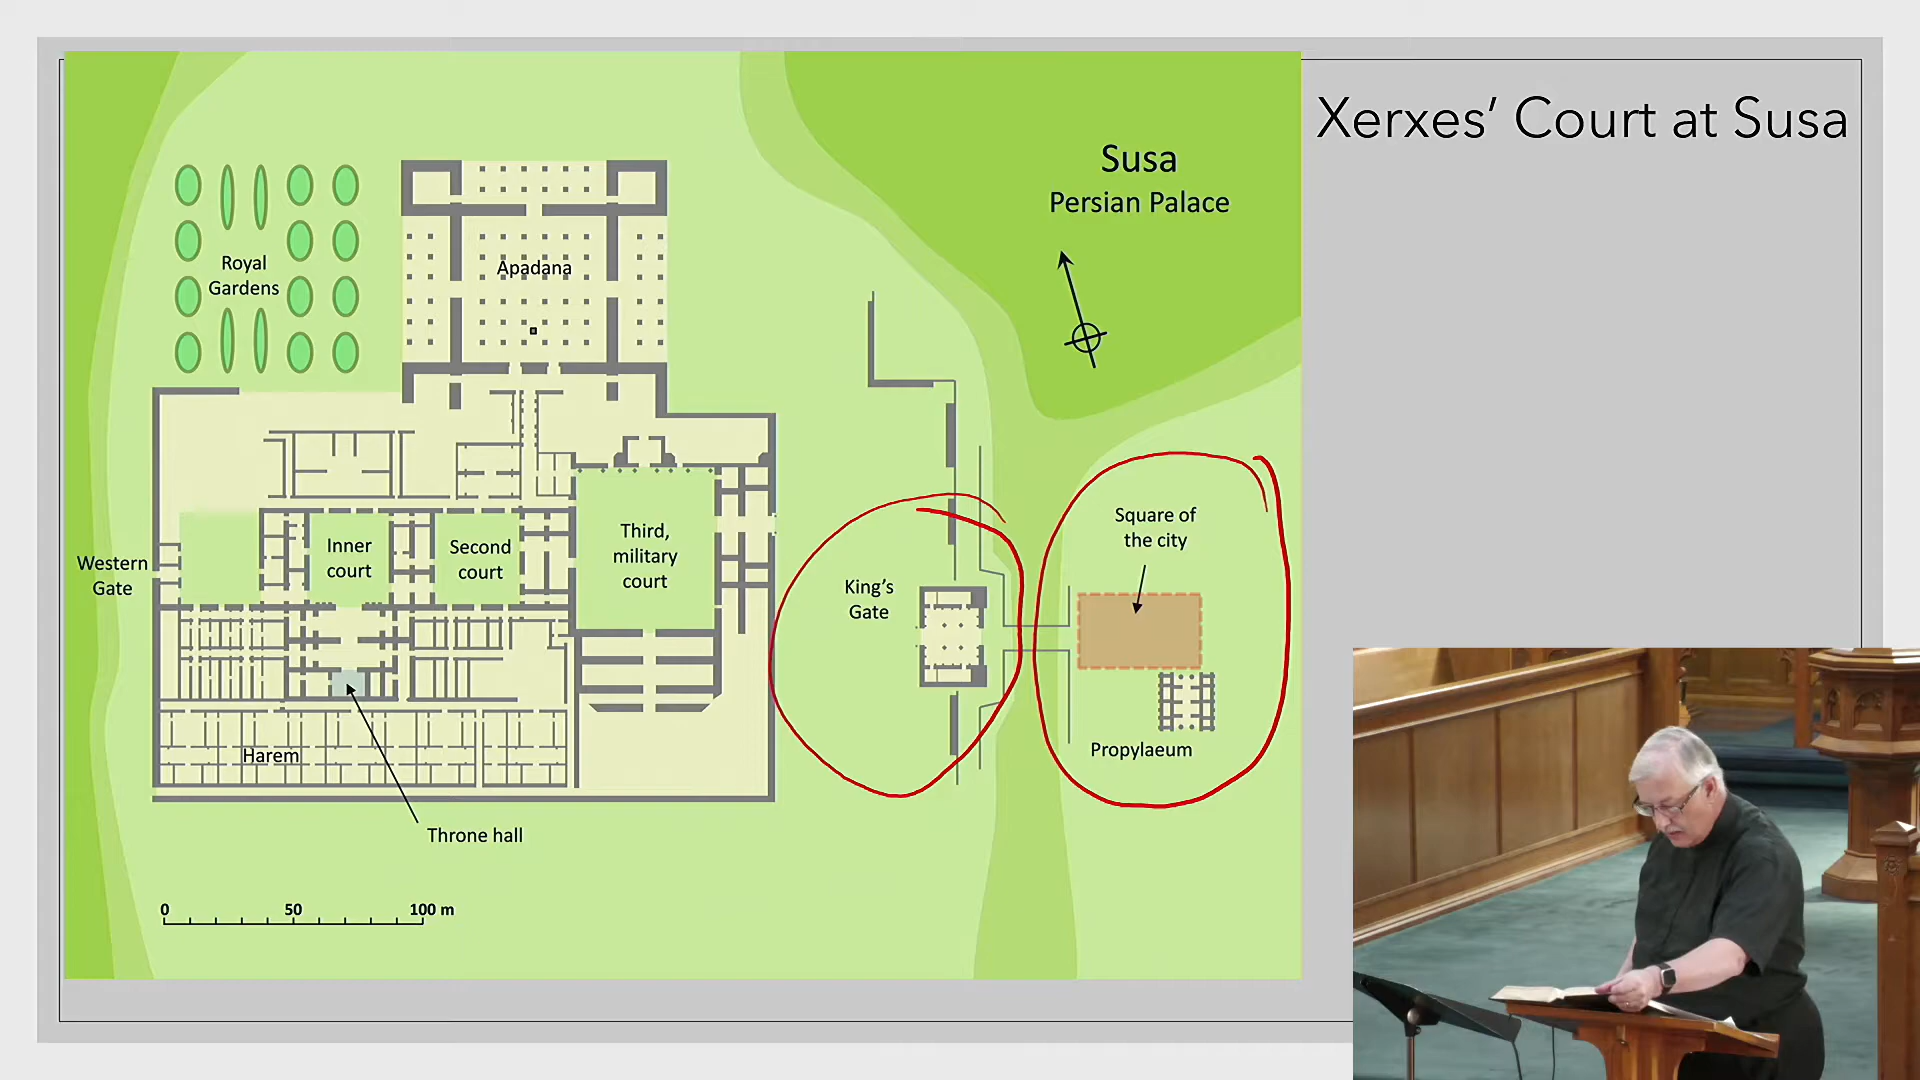 Xerxes’ Court at Susa
Susa
Persian Palace
Royal
Gardens
Apadana
Western
Gate
Inner
court
Second
court
Third,
military
court
King’s
Gate
Square of
the city
Propylaeum
Harem
Throne hall
0 50 100 m